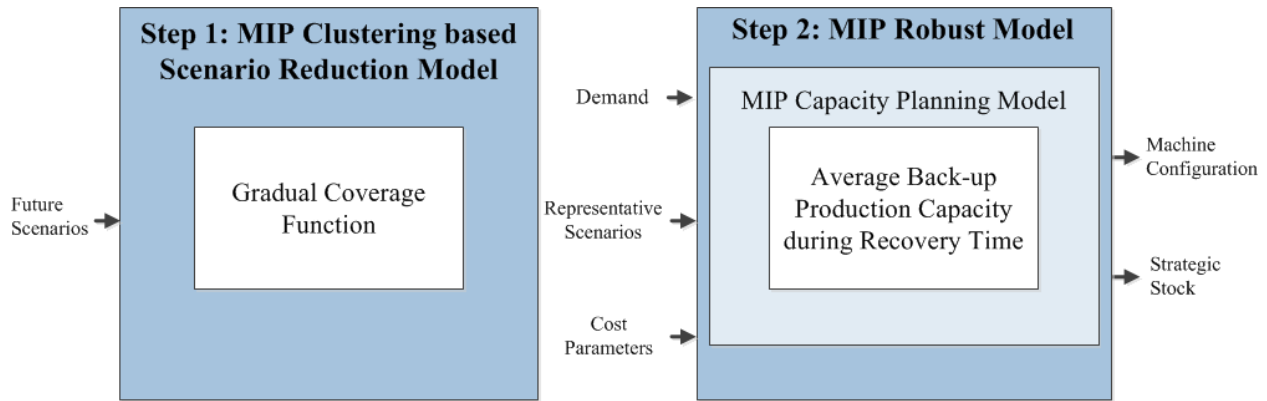 Step 1: MIP Clustering based
Scenario Reduction Model
Gradual Coverage
Function
Future
Scenarios
Step 2: MIP Robust Model
MIP Capacity Planning Model
Average Back-up
Production Capacity
during Recovery Time
Demand
Representative
Scenarios
Cost
Parameters
Machine
Configuration
Strategic
Stock